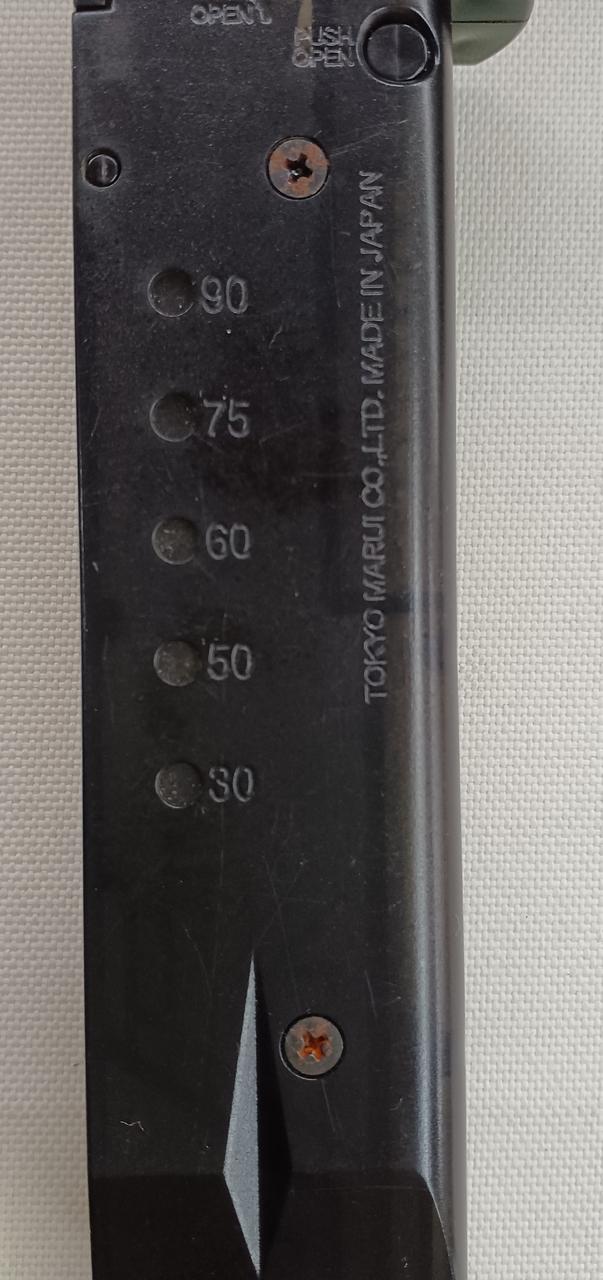 OPEN
PUSH
OPEN
90
75
60
50
30
TOKYO MARUI CO.,LTD. MADE IN JAPAN